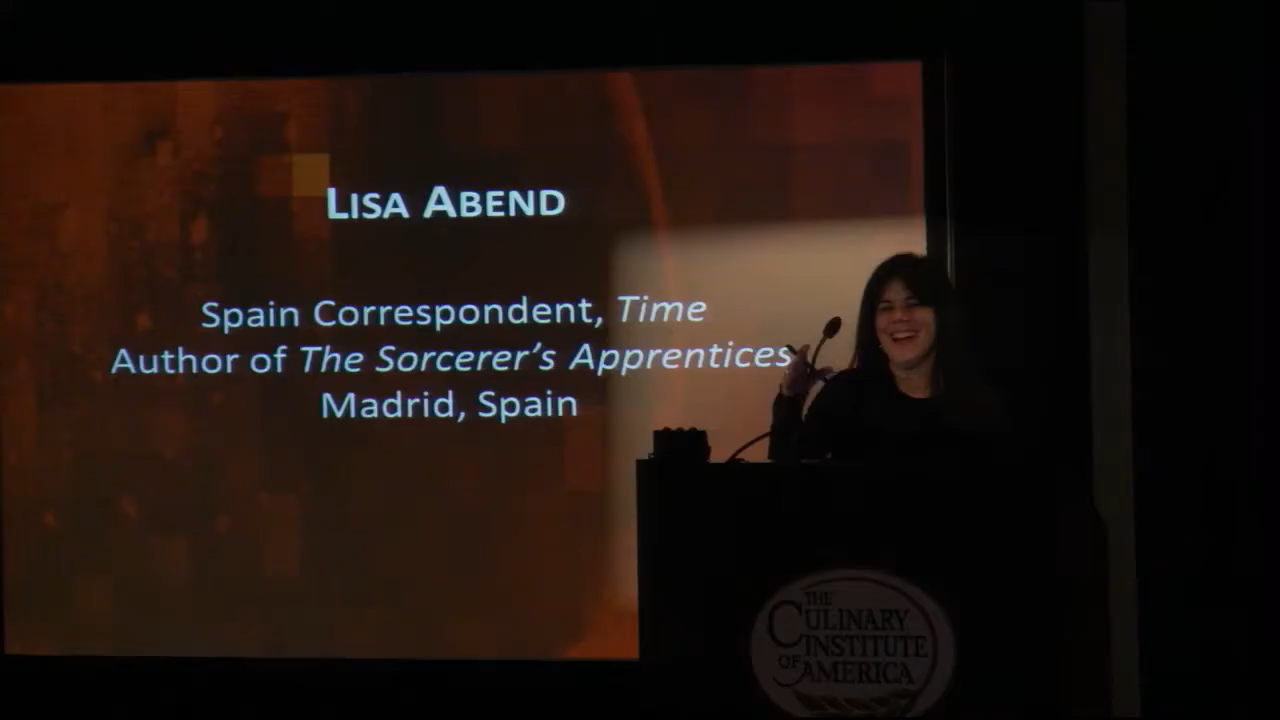 LISA ABEND
Spain Correspondent, Time
Author of The Sorcerer's Apprentices
Madrid, Spain
THE
CULINARY
INSTITUTE
OF AMERICA